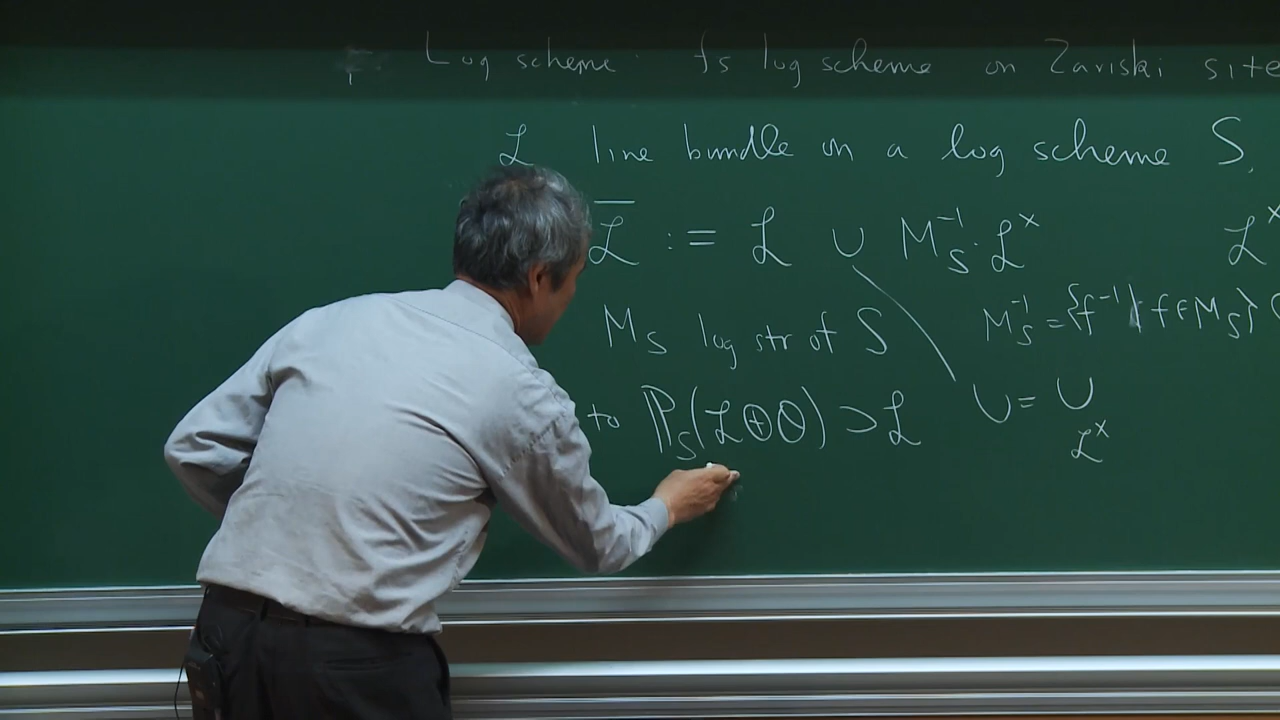 Log scheme: fs log scheme on Zariski site
ℒ line bundle on a log scheme S.
ℒ̅ := ℒ ∪ M_S^{-1}·ℒ^× ℒ^×
M_S log str of S M_S^{-1} = {f^{-1} | f ∈ M_S} (
to ℙ_S(ℒ⊕𝒪) ⊃ ℒ ∪ = ∪_{ℒ^×}